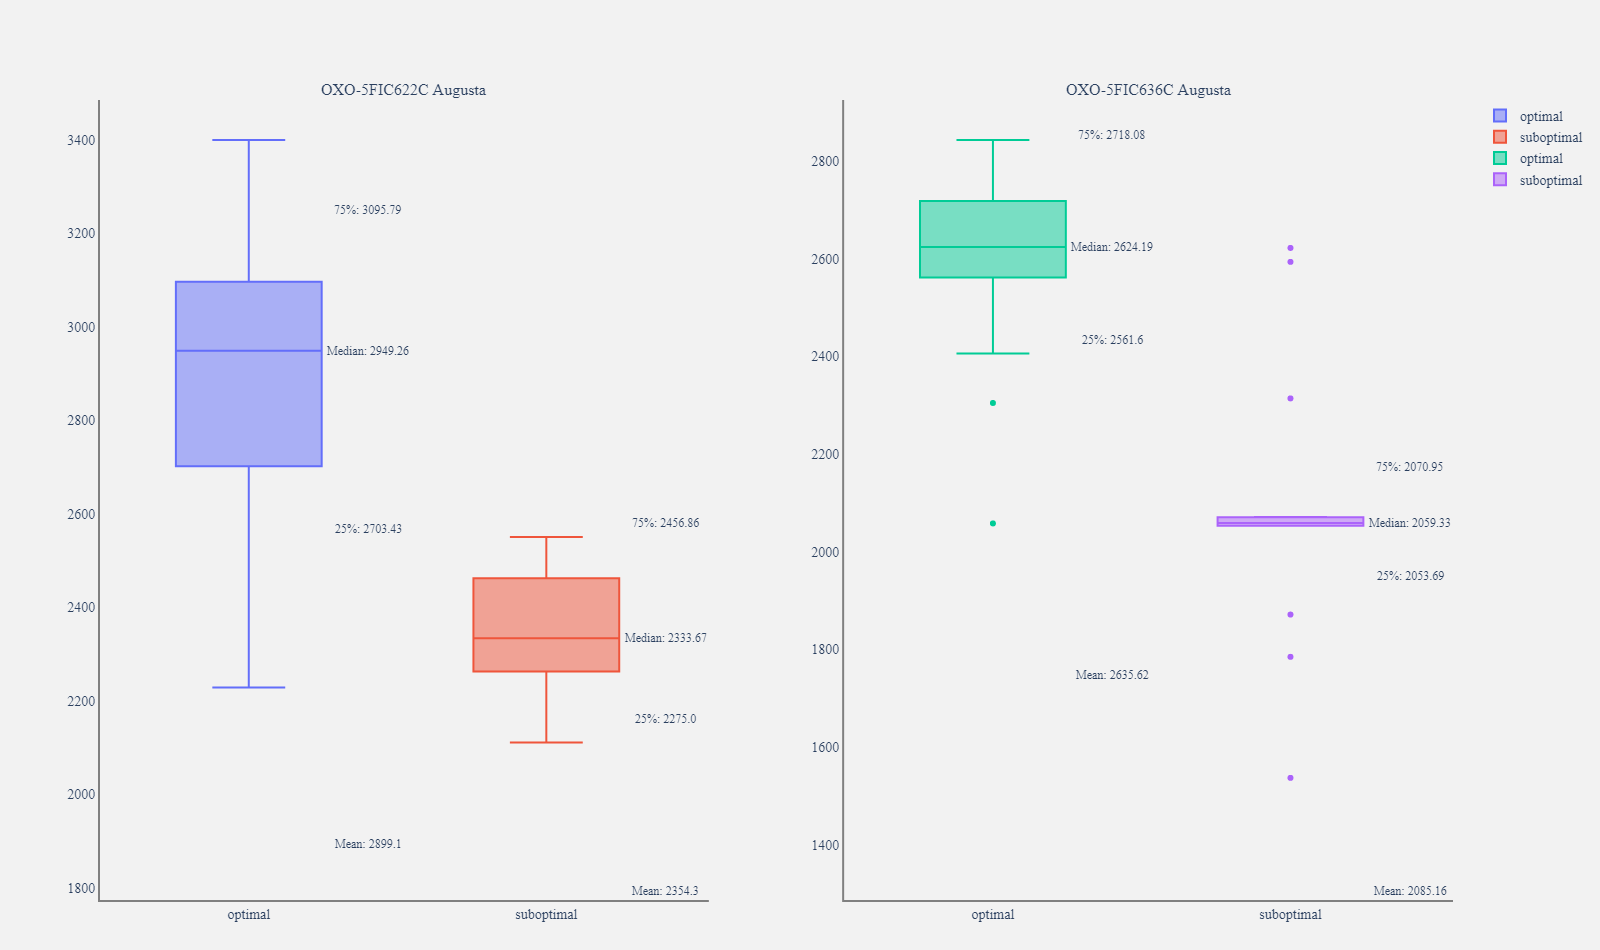 OXO-5FIC622C Augusta
3400
3200
3000
2800
2600
2400
2200
2000
1800
75%: 3095.79
Median: 2949.26
25%: 2703.43
Mean: 2899.1
75%: 2456.86
Median: 2333.67
25%: 2275.0
Mean: 2354.3
optimal
suboptimal
OXO-5FIC636C Augusta
2800
2600
2400
2200
2000
1800
1600
1400
75%: 2718.08
Median: 2624.19
25%: 2561.6
Mean: 2635.62
75%: 2070.95
Median: 2059.33
25%: 2053.69
Mean: 2085.16
optimal
suboptimal
optimal
suboptimal
optimal
suboptimal